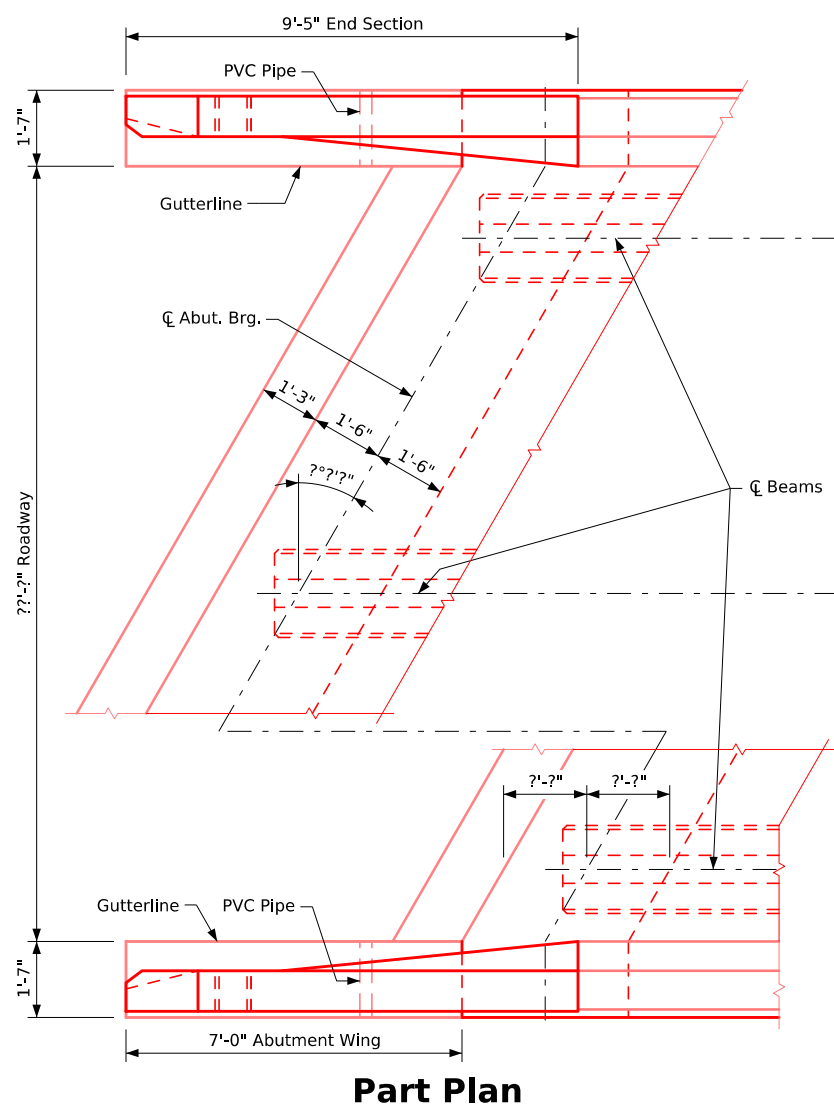 9'-5" End Section
PVC Pipe
1'-7"
Gutterline
℄ Abut. Brg.
1'-3"
1'-6"
1'-6"
?°?'?"
℄ Beams
??'-?" Roadway
?'-?"
?'-?"
Gutterline
PVC Pipe
1'-7"
7'-0" Abutment Wing
Part Plan